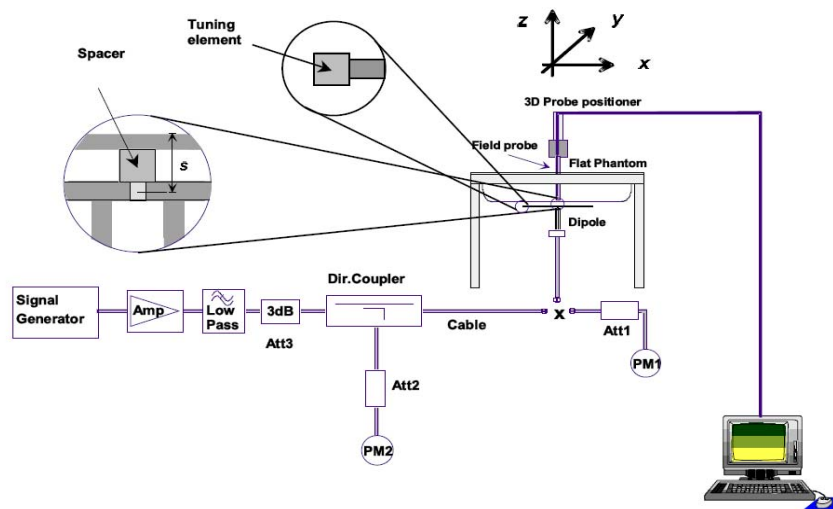 Tuning
element
Spacer
z
y
x
3D Probe positioner
Field probe
Flat Phantom
s
Dipole
Dir.Coupler
Signal
Generator
Amp
Low
Pass
3dB
Att3
Cable
x
Att1
PM1
Att2
PM2